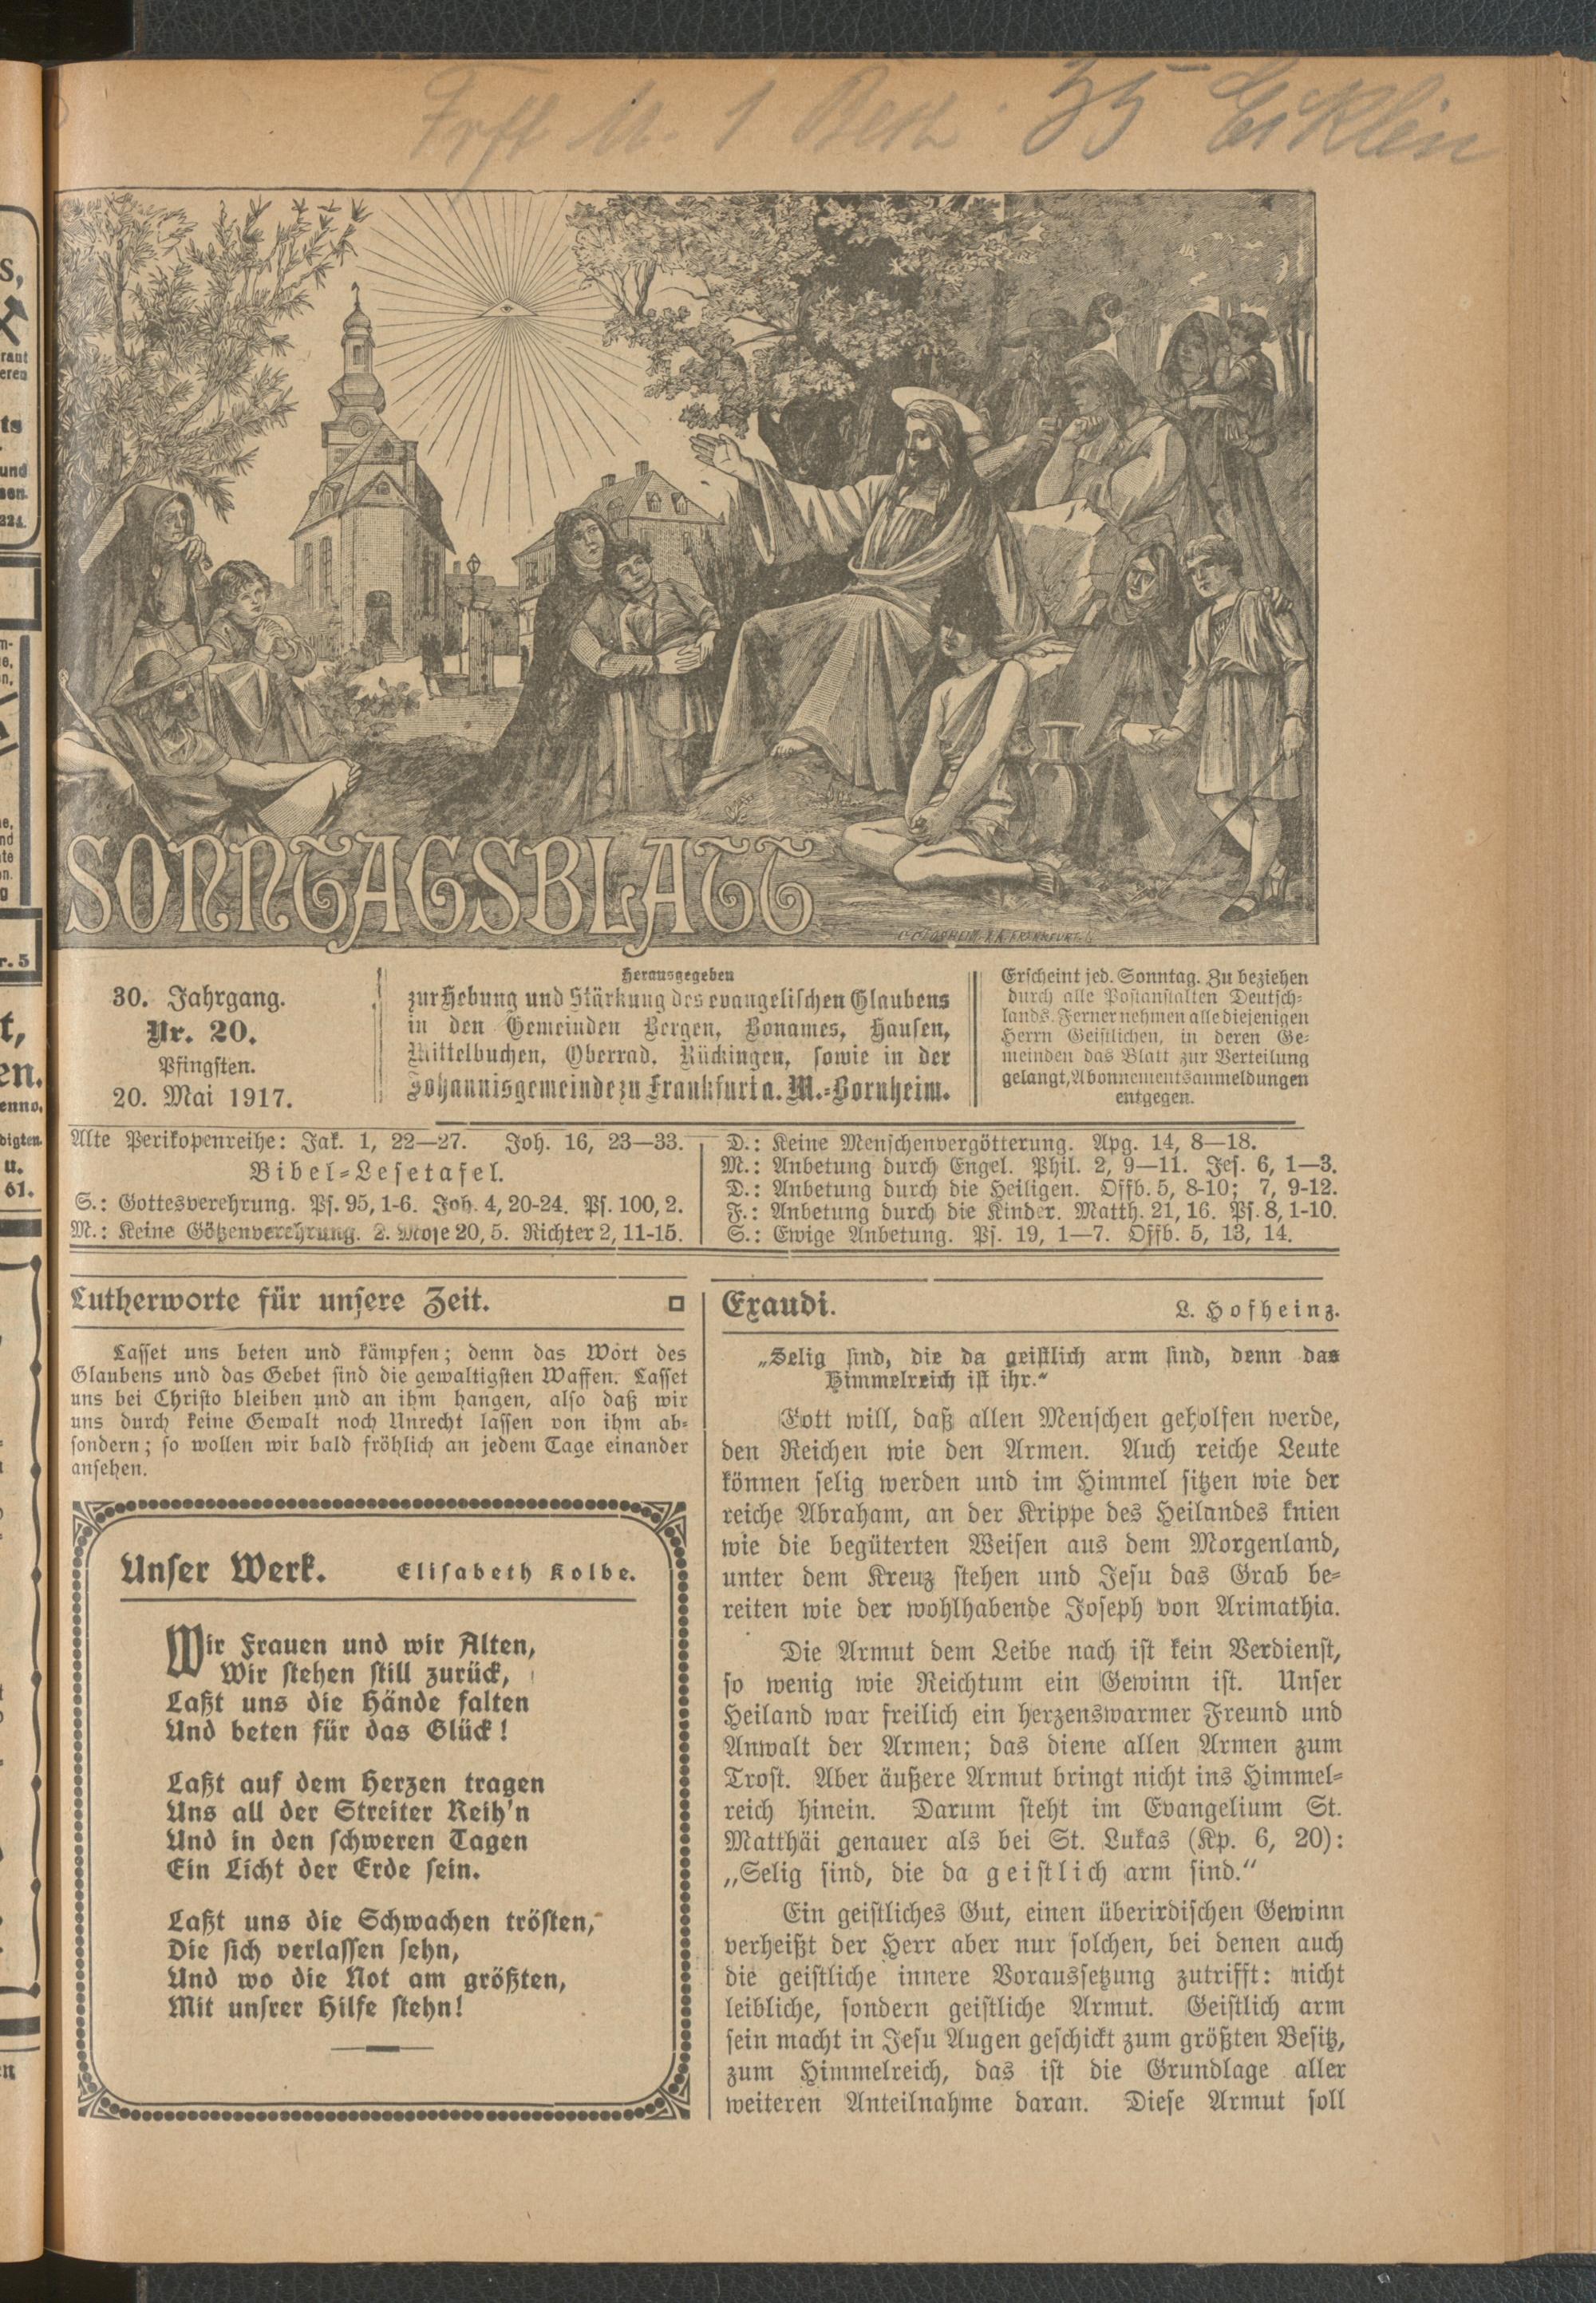 35
SONNTAGSBLATT
30. Jahrgang.
Nr. 20.
Pfingsten.
20. Mai 1917.
Herausgegeben
zur Hebung und Stärkung des evangelischen Glaubens
in den Gemeinden Bergen, Bonames, Hausen,
Mittelbuchen, Oberrad, Rückingen, sowie in der
Johannisgemeinde zu Frankfurt a. M.-Bornheim.
Erscheint jed. Sonntag. Zu beziehen
durch alle Postanstalten Deutsch-
lands. Ferner nehmen alle diejenigen
Herrn Geistlichen, in deren Ge-
meinden das Blatt zur Verteilung
gelangt, Abonnementsanmeldungen
entgegen.
Alte Perikopenreihe: Jak. 1, 22—27. Joh. 16, 23—33.
Bibel-Lesetafel.
S.: Gottesverehrung. Ps. 95, 1-6. Joh. 4, 20-24. Ps. 100, 2.
M.: Keine Götzenverehrung. 2. Mose 20, 5. Richter 2, 11-15.
D.: Keine Menschenvergötterung. Apg. 14, 8—18.
M.: Anbetung durch Engel. Phil. 2, 9—11. Jes. 6, 1—3.
D.: Anbetung durch die Heiligen. Offb. 5, 8-10; 7, 9-12.
F.: Anbetung durch die Kinder. Matth. 21, 16. Ps. 8, 1-10.
S.: Ewige Anbetung. Ps. 19, 1—7. Offb. 5, 13, 14.
Lutherworte für unsere Zeit.
Lasset uns beten und kämpfen; denn das Wort des
Glaubens und das Gebet sind die gewaltigsten Waffen. Lasset
uns bei Christo bleiben und an ihm hangen, also daß wir
uns durch keine Gewalt noch Unrecht lassen von ihm ab-
sondern; so wollen wir bald fröhlich an jedem Tage einander
ansehen.
Unser Werk. Elisabeth Kolbe.
Wir Frauen und wir Alten,
Wir stehen still zurück,
Laßt uns die Hände falten
Und beten für das Glück!
Laßt auf dem Herzen tragen
Uns all der Streiter Reih'n
Und in den schweren Tagen
Ein Licht der Erde sein.
Laßt uns die Schwachen trösten,
Die sich verlassen sehn,
Und wo die Not am größten,
Mit unsrer Hilfe stehn!
Exaudi. L. Hofheinz.
„Selig sind, die da geistlich arm sind, denn das
Himmelreich ist ihr.“
Gott will, daß allen Menschen geholfen werde,
den Reichen wie den Armen. Auch reiche Leute
können selig werden und im Himmel sitzen wie der
reiche Abraham, an der Krippe des Heilandes knien
wie die begüterten Weisen aus dem Morgenland,
unter dem Kreuz stehen und Jesu das Grab be-
reiten wie der wohlhabende Joseph von Arimathia.
Die Armut dem Leibe nach ist kein Verdienst,
so wenig wie Reichtum ein Gewinn ist. Unser
Heiland war freilich ein herzenswarmer Freund und
Anwalt der Armen; das diene allen Armen zum
Trost. Aber äußere Armut bringt nicht ins Himmel-
reich hinein. Darum steht im Evangelium St.
Matthäi genauer als bei St. Lukas (Kp. 6, 20):
„Selig sind, die da geistlich arm sind.“
Ein geistliches Gut, einen überirdischen Gewinn
verheißt der Herr aber nur solchen, bei denen auch
die geistliche innere Voraussetzung zutrifft: nicht
leibliche, sondern geistliche Armut. Geistlich arm
sein macht in Jesu Augen geschickt zum größten Besitz,
zum Himmelreich, das ist die Grundlage aller
weiteren Anteilnahme daran. Diese Armut soll